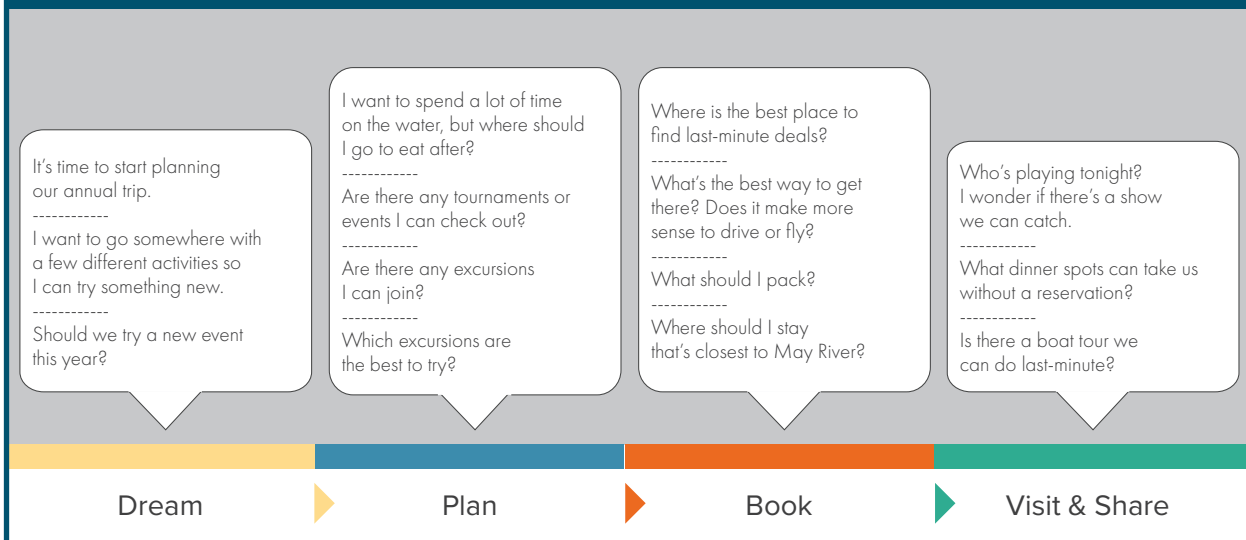 It's time to start planning
our annual trip.
------------
I want to go somewhere with
a few different activities so
I can try something new.
------------
Should we try a new event
this year?
I want to spend a lot of time
on the water, but where should
I go to eat after?
------------
Are there any tournaments or
events I can check out?
------------
Are there any excursions
I can join?
------------
Which excursions are
the best to try?
Where is the best place to
find last-minute deals?
------------
What's the best way to get
there? Does it make more
sense to drive or fly?
------------
What should I pack?
------------
Where should I stay
that's closest to May River?
Who's playing tonight?
I wonder if there's a show
we can catch.
------------
What dinner spots can take us
without a reservation?
------------
Is there a boat tour we
can do last-minute?
Dream
Plan
Book
Visit & Share